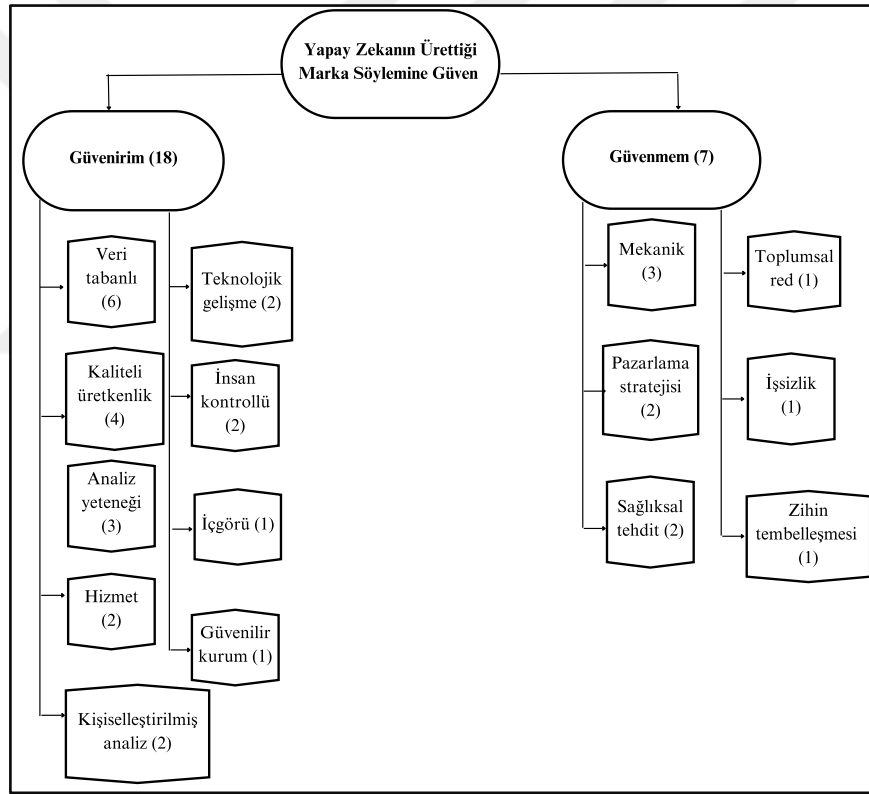 Yapay Zekanın Ürettiği
Marka Söylemine Güven
Güvenirim (18)
Veri
tabanlı
(6)
Kaliteli
üretkenlik
(4)
Analiz
yeteneği
(3)
Hizmet
(2)
Kişiselleştirilmiş
analiz (2)
Teknolojik
gelişme (2)
İnsan
kontrollü
(2)
İçgörü (1)
Güvenilir
kurum (1)
Güvenmem (7)
Mekanik
(3)
Pazarlama
stratejisi
(2)
Sağlıksal
tehdit (2)
Toplumsal
red (1)
İşsizlik
(1)
Zihin
tembelleşmesi
(1)